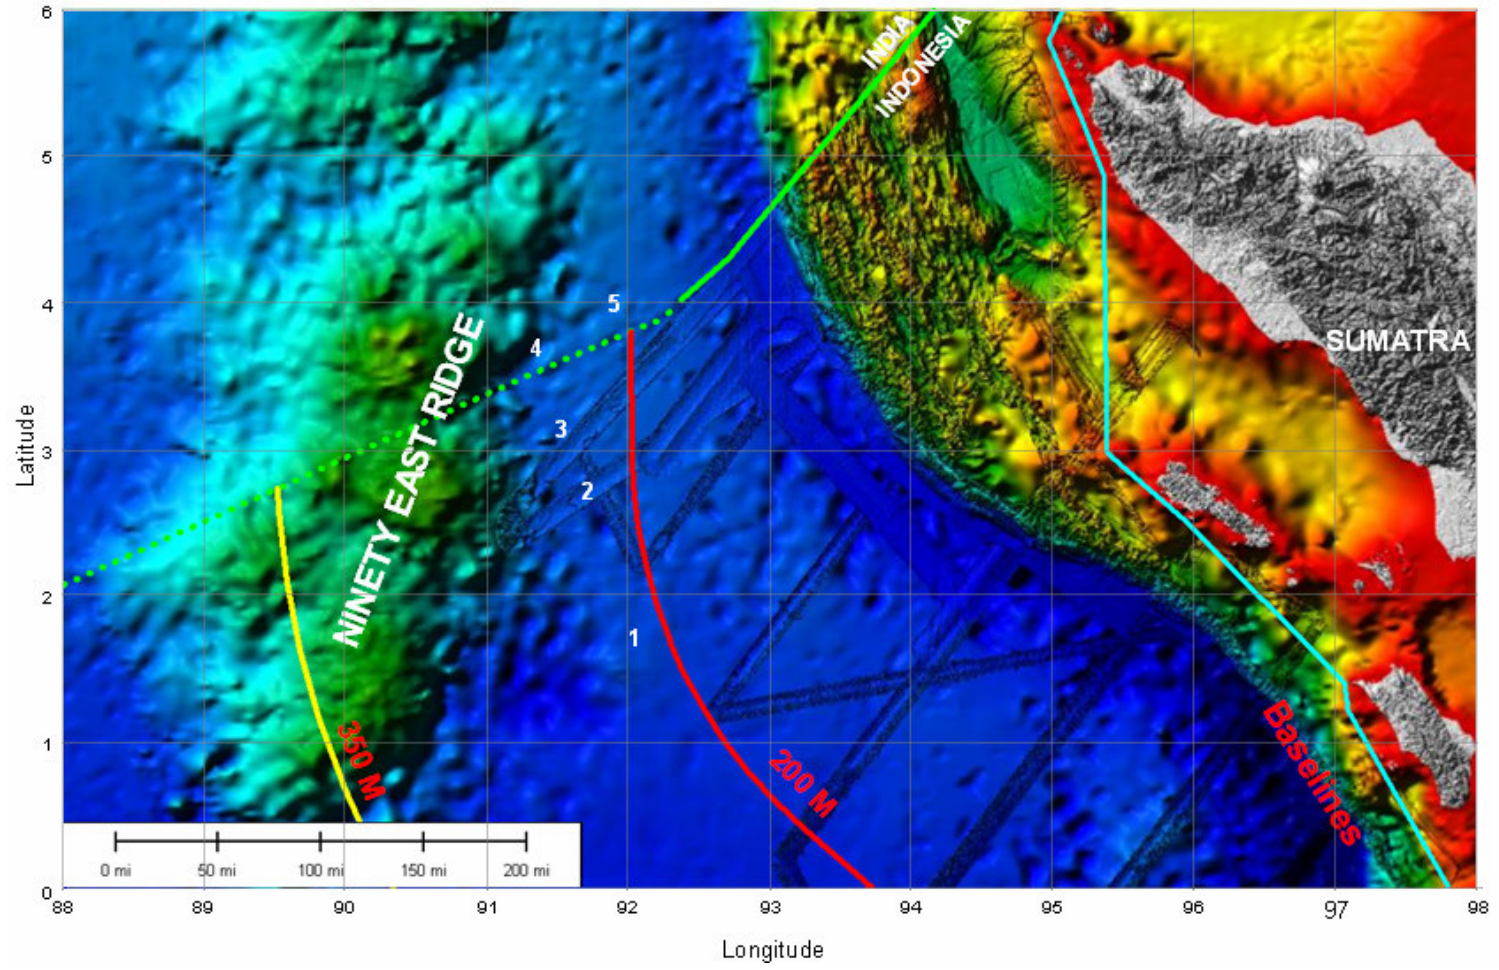 6
INDIA
INDONESIA
5
4
5
4
SUMATRA
NINETY EAST RIDGE
3
3
2
2
1
1
350 M
200 M
Baselines
0 mi 50 mi 100 mi 150 mi 200 mi
0
88 89 90 91 92 93 94 95 96 97 98
Latitude
Longitude